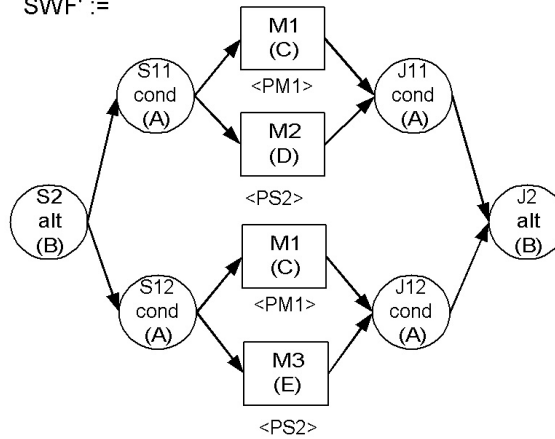 SWF' :=
M1
(C)
<PM1>
S11
cond
(A)
J11
cond
(A)
M2
(D)
<PS2>
S2
alt
(B)
J2
alt
(B)
M1
(C)
<PM1>
S12
cond
(A)
J12
cond
(A)
M3
(E)
<PS2>